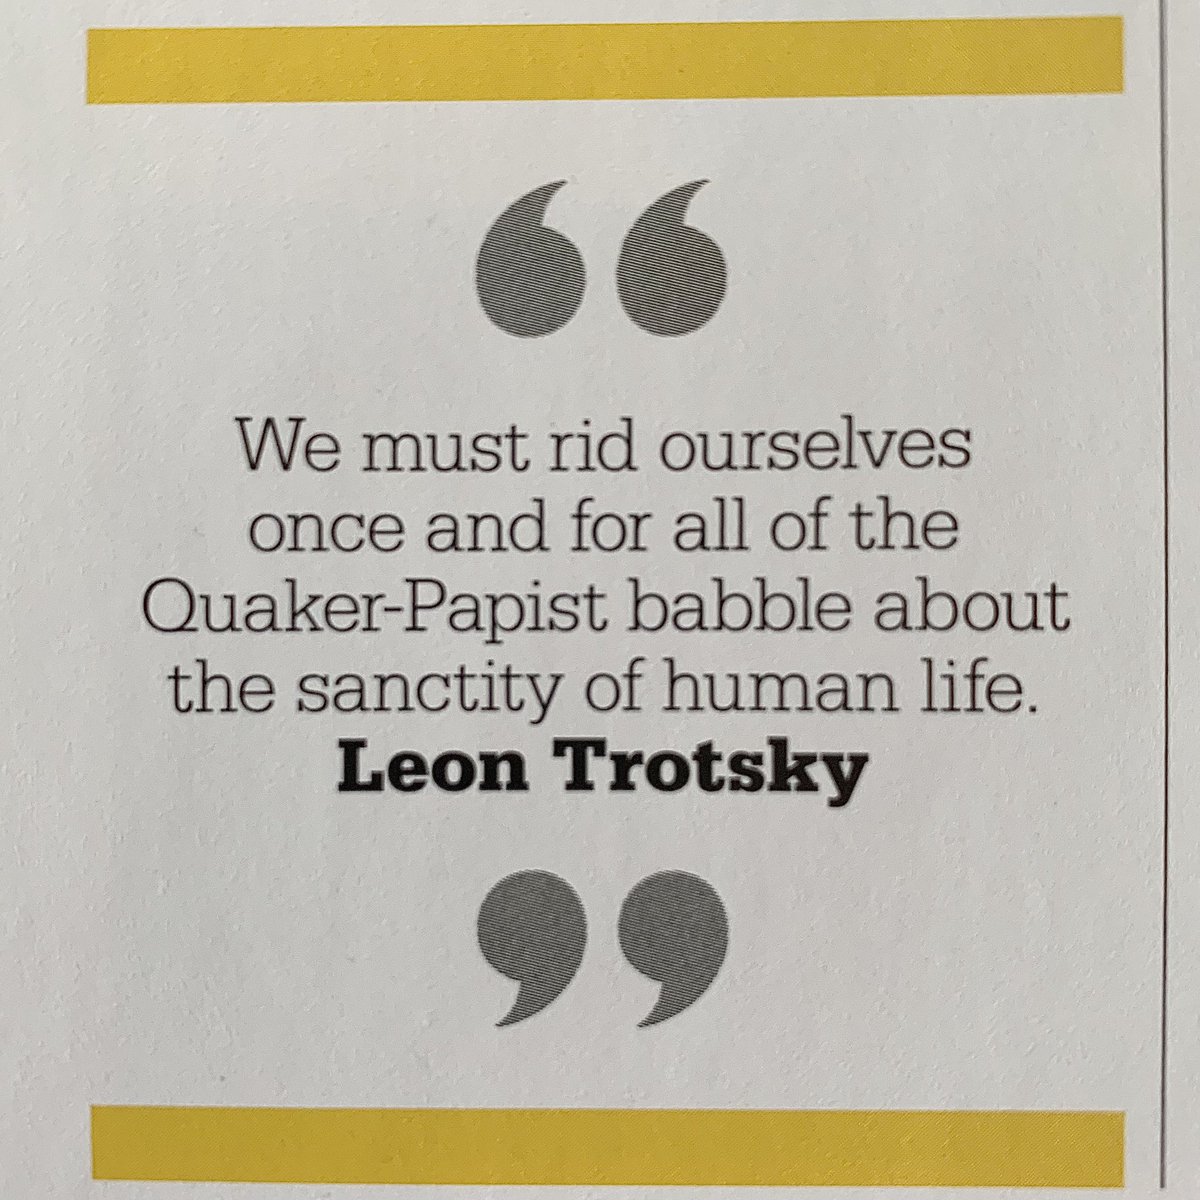 “
We must rid ourselves
once and for all of the
Quaker-Papist babble about
the sanctity of human life.
Leon Trotsky
”